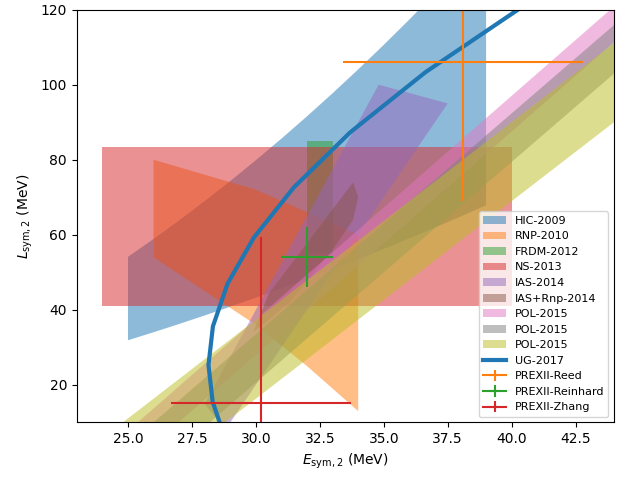 120
100
80
60
40
20
L_sym, 2 (MeV)
25.0 27.5 30.0 32.5 35.0 37.5 40.0 42.5
E_sym, 2 (MeV)
HIC-2009
RNP-2010
FRDM-2012
NS-2013
IAS-2014
IAS+Rnp-2014
POL-2015
POL-2015
POL-2015
UG-2017
PREXII-Reed
PREXII-Reinhard
PREXII-Zhang